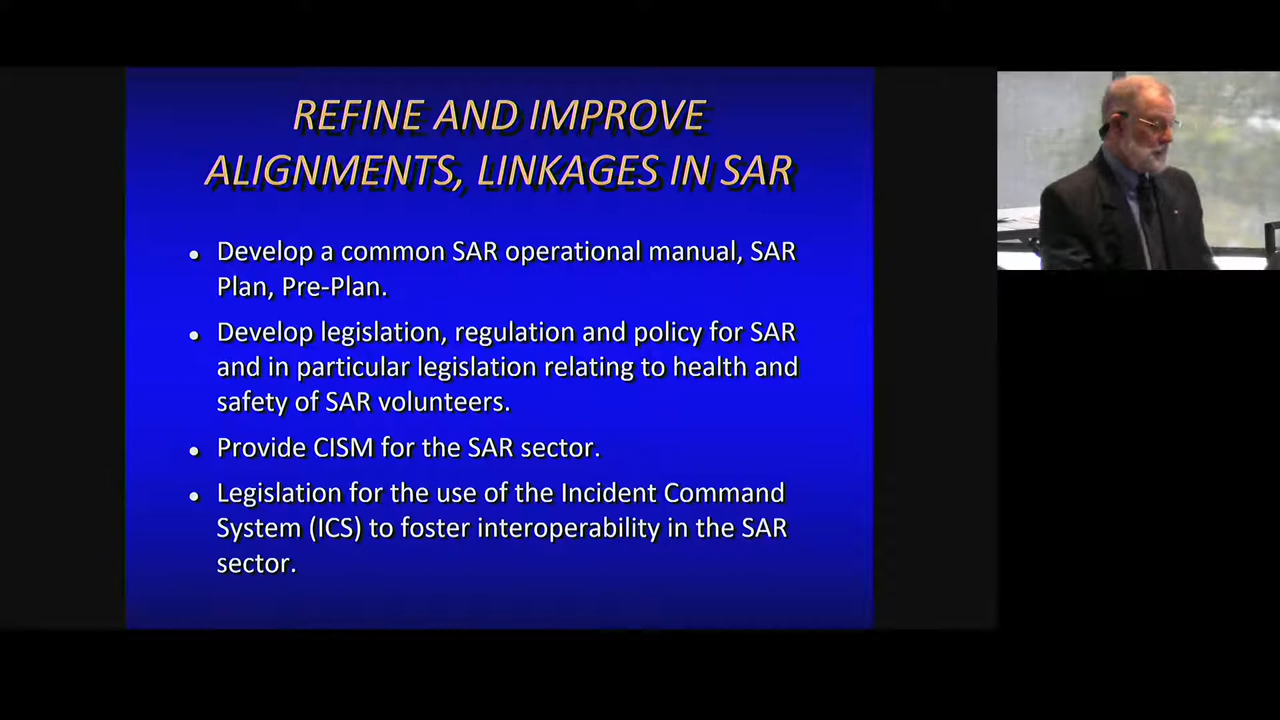 REFINE AND IMPROVE
ALIGNMENTS, LINKAGES IN SAR
• Develop a common SAR operational manual, SAR
Plan, Pre-Plan.
• Develop legislation, regulation and policy for SAR
and in particular legislation relating to health and
safety of SAR volunteers.
• Provide CISM for the SAR sector.
• Legislation for the use of the Incident Command
System (ICS) to foster interoperability in the SAR
sector.